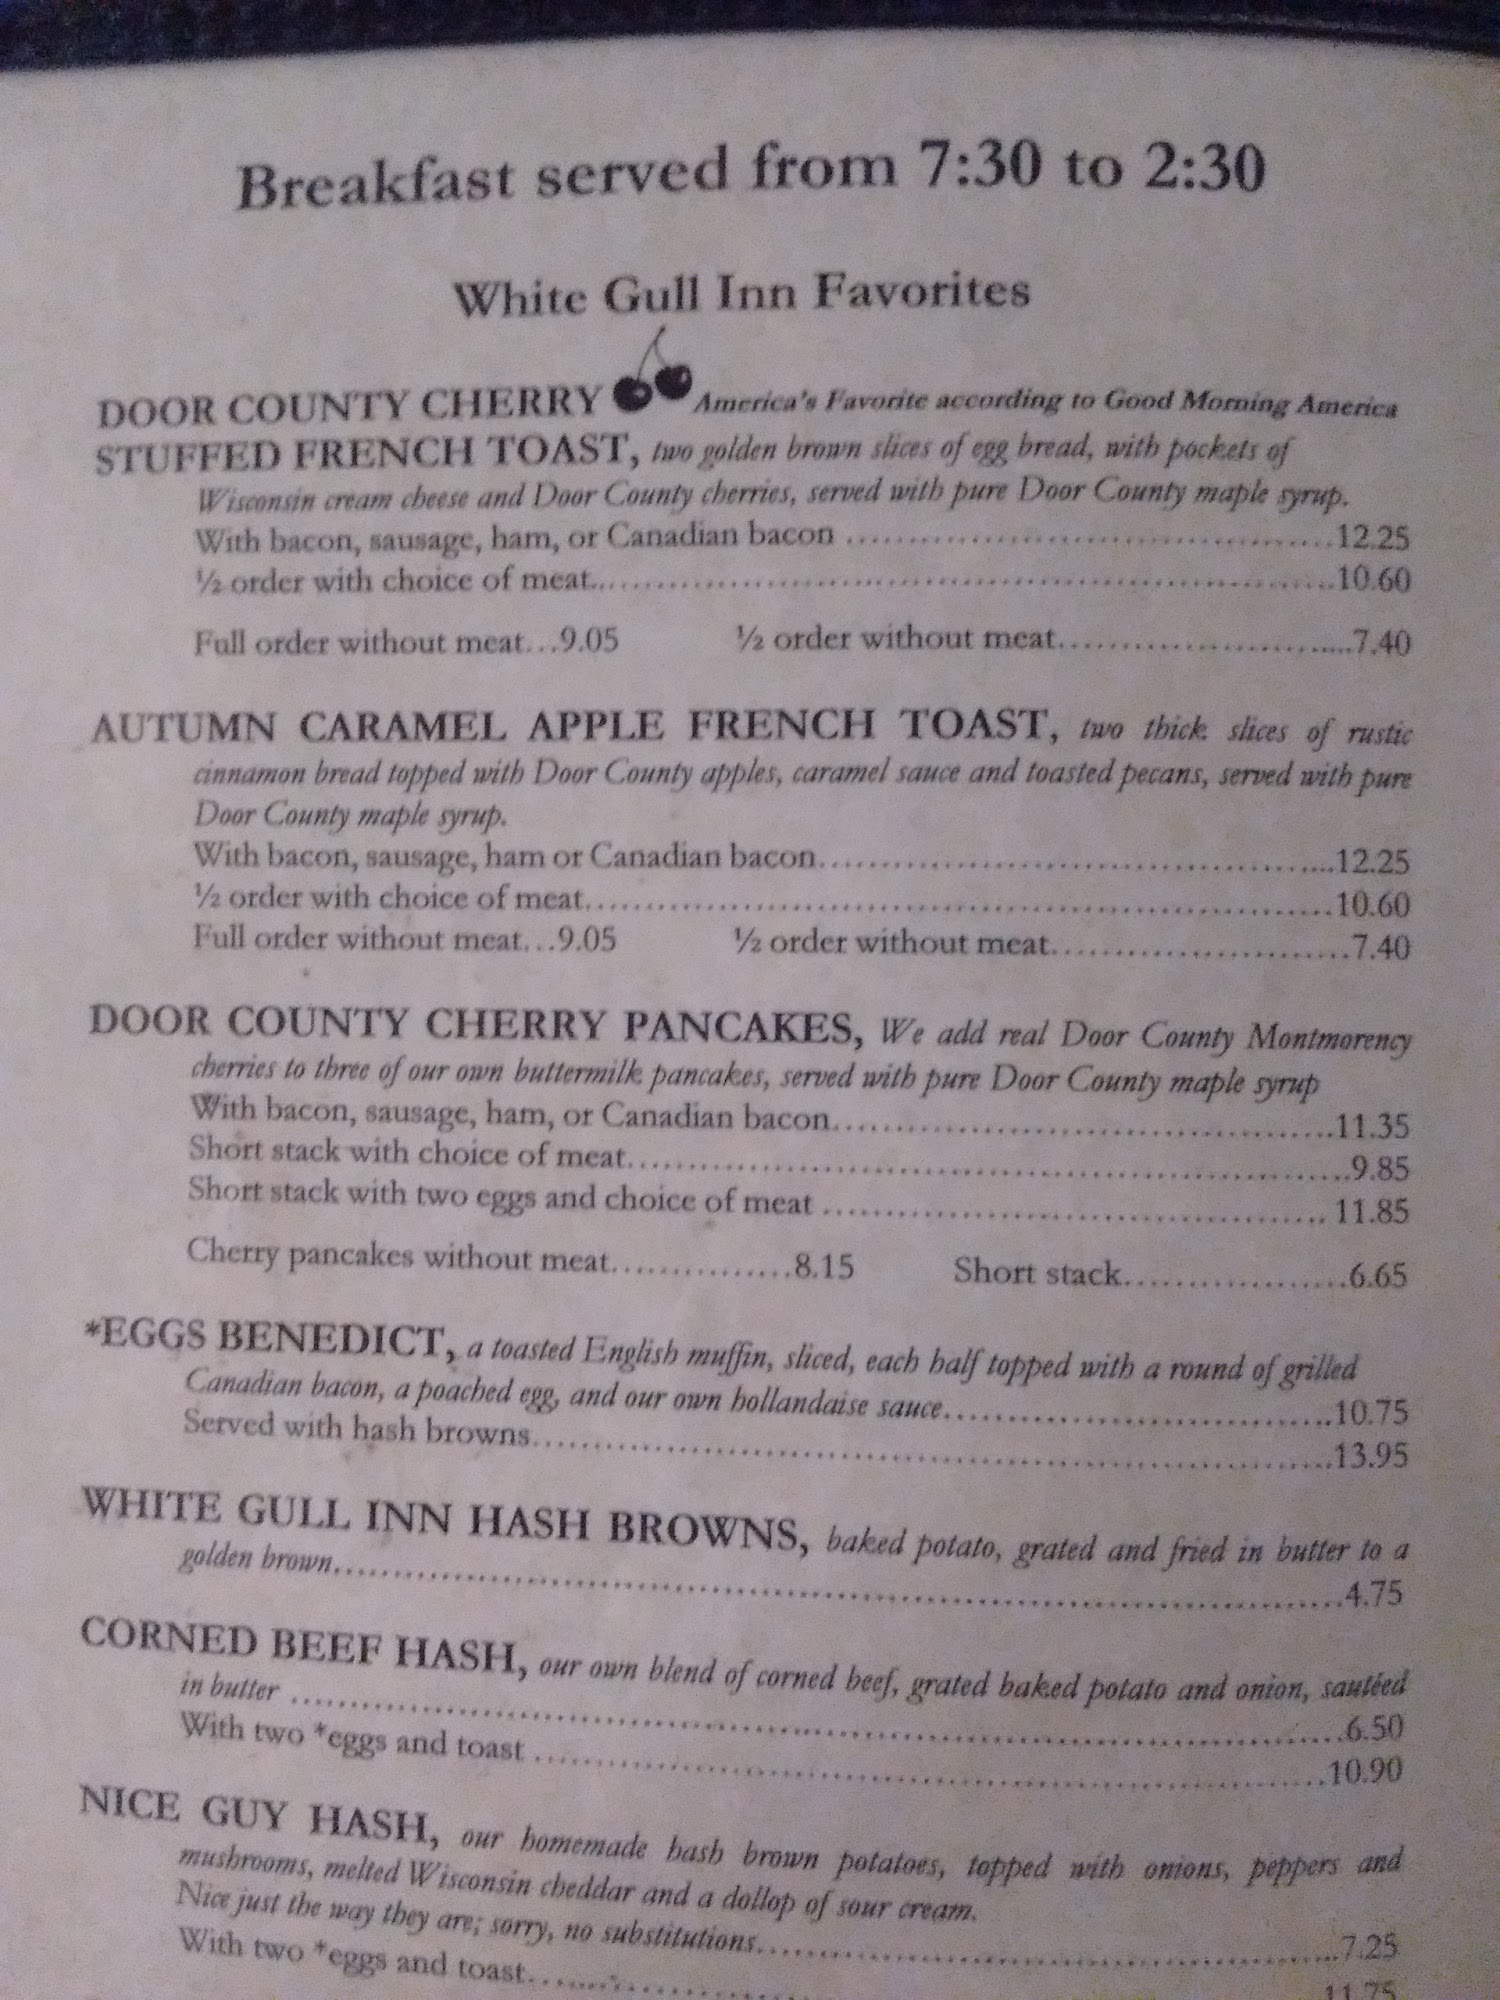 Breakfast served from 7:30 to 2:30
White Gull Inn Favorites
DOOR COUNTY CHERRY America's Favorite according to Good Morning America
STUFFED FRENCH TOAST, two golden brown slices of egg bread, with pockets of
Wisconsin cream cheese and Door County cherries, served with pure Door County maple syrup.
With bacon, sausage, ham, or Canadian bacon ........................................12.25
½ order with choice of meat........................................10.60
Full order without meat...9.05 ½ order without meat..............................7.40
AUTUMN CARAMEL APPLE FRENCH TOAST, two thick slices of rustic
cinnamon bread topped with Door County apples, caramel sauce and toasted pecans, served with pure
Door County maple syrup.
With bacon, sausage, ham or Canadian bacon........................................12.25
½ order with choice of meat........................................10.60
Full order without meat...9.05 ½ order without meat..............................7.40
DOOR COUNTY CHERRY PANCAKES, We add real Door County Montmorency
cherries to three of our own buttermilk pancakes, served with pure Door County maple syrup
With bacon, sausage, ham, or Canadian bacon........................................11.35
Short stack with choice of meat........................................9.85
Short stack with two eggs and choice of meat ........................................ 11.85
Cherry pancakes without meat................8.15 Short stack....................6.65
*EGGS BENEDICT, a toasted English muffin, sliced, each half topped with a round of grilled
Canadian bacon, a poached egg, and our own hollandaise sauce..............................10.75
Served with hash browns........................................13.95
WHITE GULL INN HASH BROWNS, baked potato, grated and fried in butter to a
golden brown........................................4.75
CORNED BEEF HASH, our own blend of corned beef, grated baked potato and onion, sautéed
in butter ........................................6.50
With two *eggs and toast ........................................10.90
NICE GUY HASH, our homemade hash brown potatoes, topped with onions, peppers and
mushrooms, melted Wisconsin cheddar and a dollop of sour cream.
Nice just the way they are; sorry, no substitutions........................................7.25
With two *eggs and toast........................................11.75